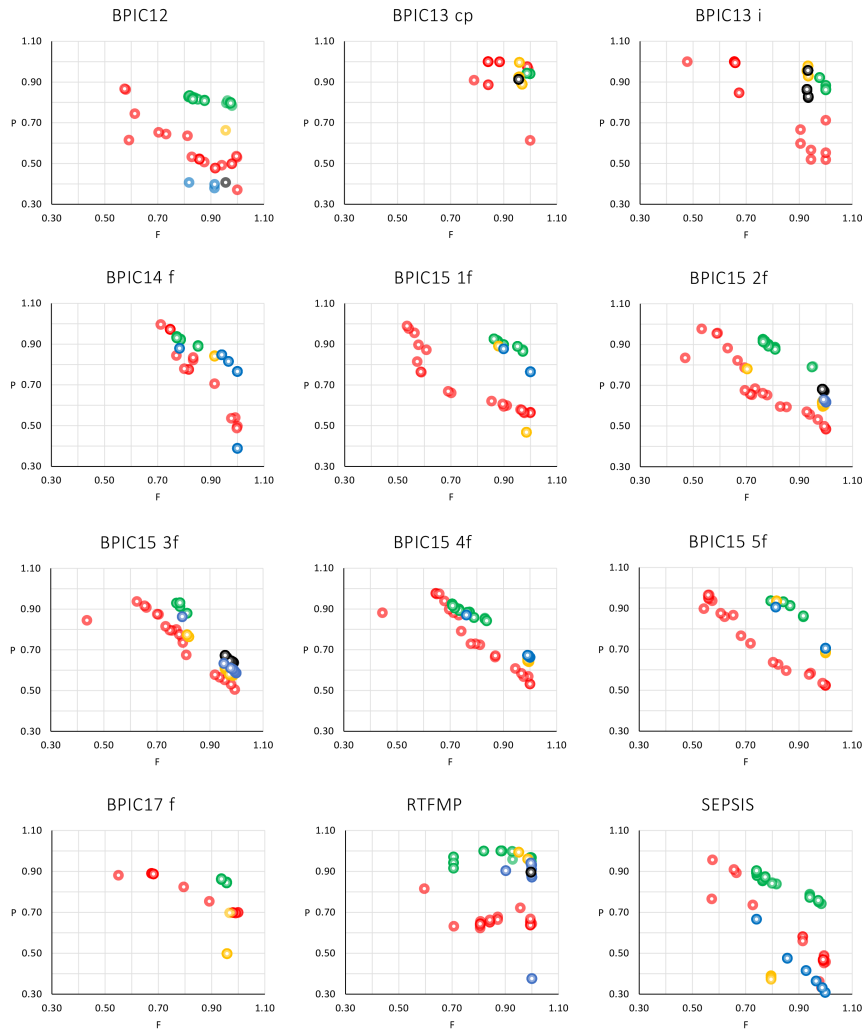 BPIC12 BPIC13 cp BPIC13 i
1.10 1.10 1.10
0.90 0.90 0.90
P 0.70 P 0.70 P 0.70
0.50 0.50 0.50
0.30 0.30 0.30
0.30 0.50 0.70 0.90 1.10 0.30 0.50 0.70 0.90 1.10 0.30 0.50 0.70 0.90 1.10
F F F
BPIC14 f BPIC15 1f BPIC15 2f
1.10 1.10 1.10
0.90 0.90 0.90
P 0.70 P 0.70 P 0.70
0.50 0.50 0.50
0.30 0.30 0.30
0.30 0.50 0.70 0.90 1.10 0.30 0.50 0.70 0.90 1.10 0.30 0.50 0.70 0.90 1.10
F F F
BPIC15 3f BPIC15 4f BPIC15 5f
1.10 1.10 1.10
0.90 0.90 0.90
P 0.70 P 0.70 P 0.70
0.50 0.50 0.50
0.30 0.30 0.30
0.30 0.50 0.70 0.90 1.10 0.30 0.50 0.70 0.90 1.10 0.30 0.50 0.70 0.90 1.10
F F F
BPIC17 f RTFMP SEPSIS
1.10 1.10 1.10
0.90 0.90 0.90
P 0.70 P 0.70 P 0.70
0.50 0.50 0.50
0.30 0.30 0.30
0.30 0.50 0.70 0.90 1.10 0.30 0.50 0.70 0.90 1.10 0.30 0.50 0.70 0.90 1.10
F F F